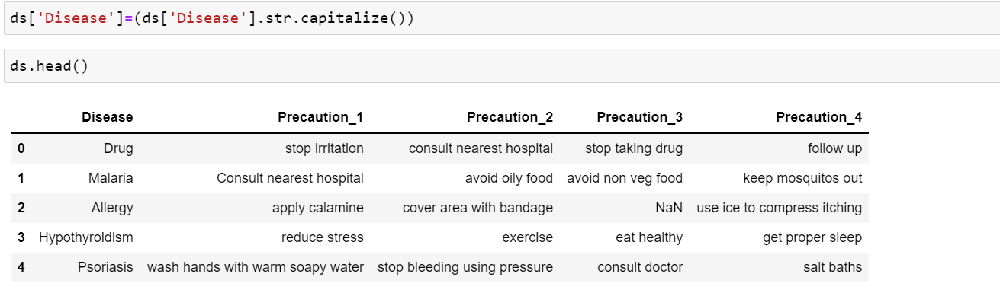 ds['Disease']=(ds['Disease'].str.capitalize())
ds.head()
Disease Precaution_1 Precaution_2 Precaution_3 Precaution_4
0 Drug stop irritation consult nearest hospital stop taking drug follow up
1 Malaria Consult nearest hospital avoid oily food avoid non veg food keep mosquitos out
2 Allergy apply calamine cover area with bandage NaN use ice to compress itching
3 Hypothyroidism reduce stress exercise eat healthy get proper sleep
4 Psoriasis wash hands with warm soapy water stop bleeding using pressure consult doctor salt baths